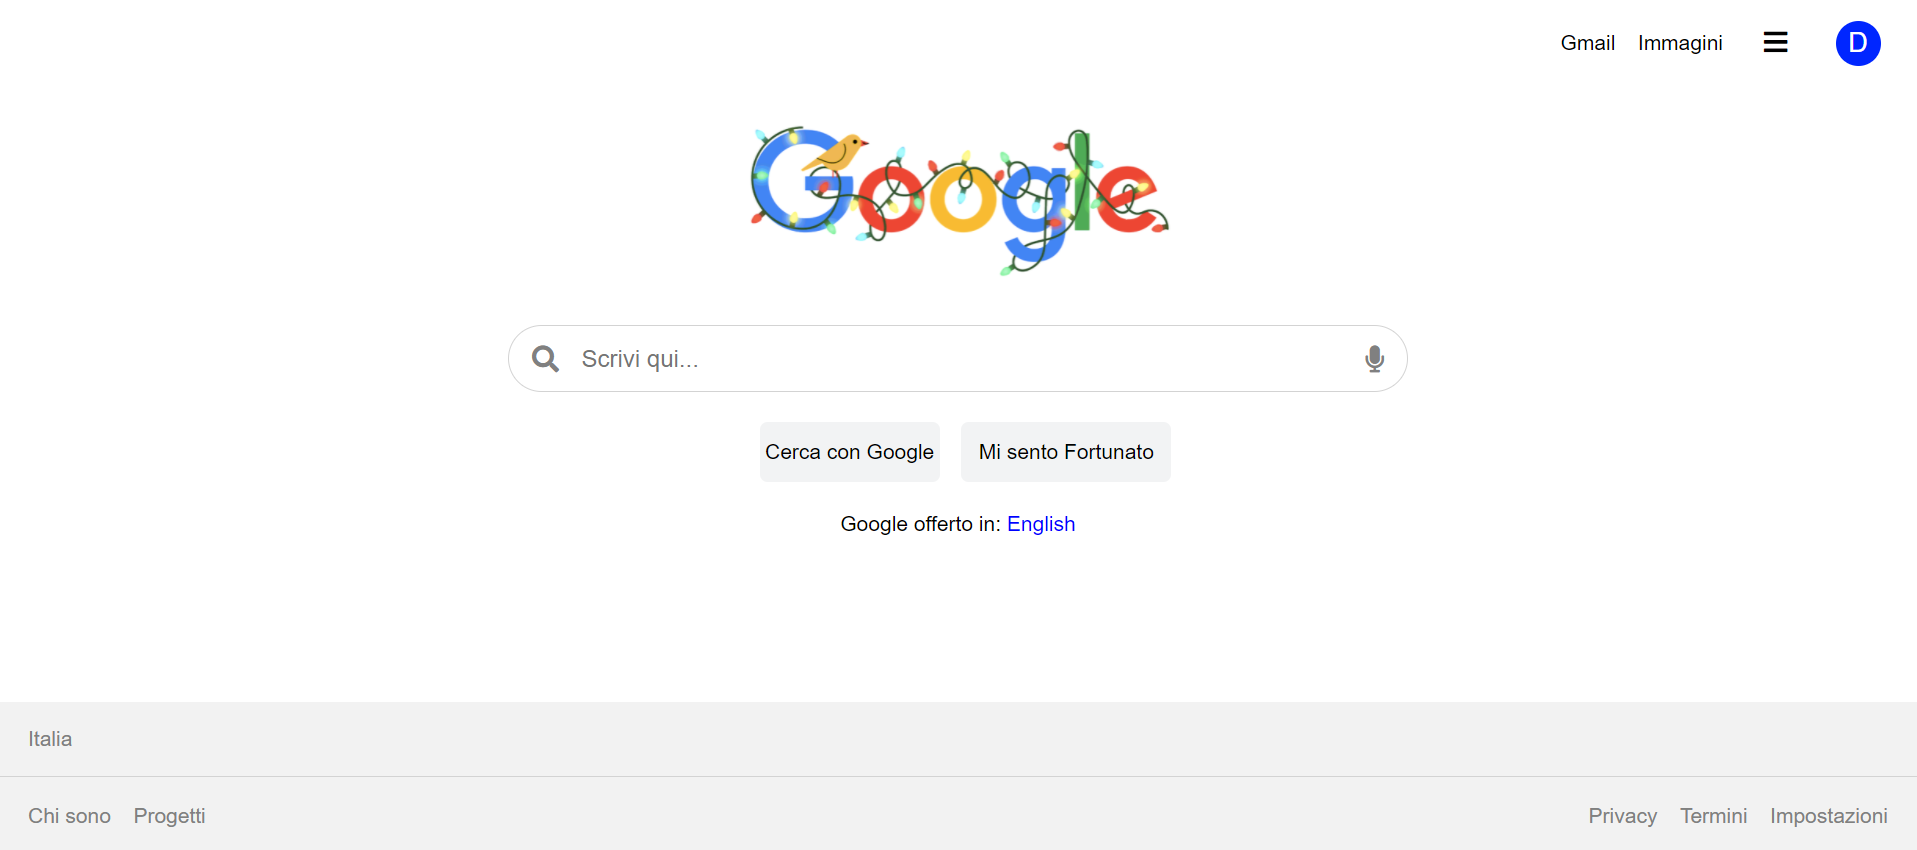 Gmail Immagini D
Google
Scrivi qui...
Cerca con Google Mi sento Fortunato
Google offerto in: English
Italia
Chi sono Progetti Privacy Termini Impostazioni